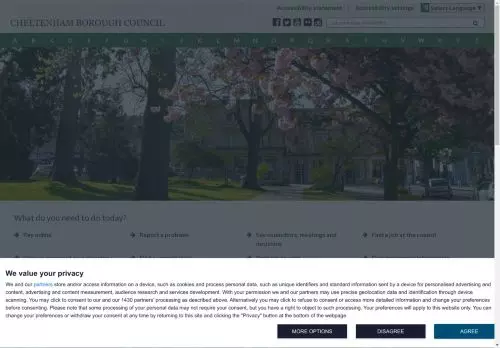 Accessibility statement Accessibility settings Select Language
CHELTENHAM BOROUGH COUNCIL
A B C D E F G H I J K L M N O P Q R S T U V W X Y Z
What do you need to do today?
Pay online Report a problem See councillors, meetings and Find a job at the council
decisions
We value your privacy
We and our partners store and/or access information on a device, such as cookies and process personal data, such as unique identifiers and standard information sent by a device for personalised advertising and
content, advertising and content measurement, audience research and services development. With your permission we and our partners may use precise geolocation data and identification through device
scanning. You may click to consent to our and our 1430 partners' processing as described above. Alternatively you may click to refuse to consent or access more detailed information and change your preferences
before consenting. Please note that some processing of your personal data may not require your consent, but you have a right to object to such processing. Your preferences will apply to this website only. You can
change your preferences or withdraw your consent at any time by returning to this site and clicking the "Privacy" button at the bottom of the webpage
MORE OPTIONS DISAGREE AGREE